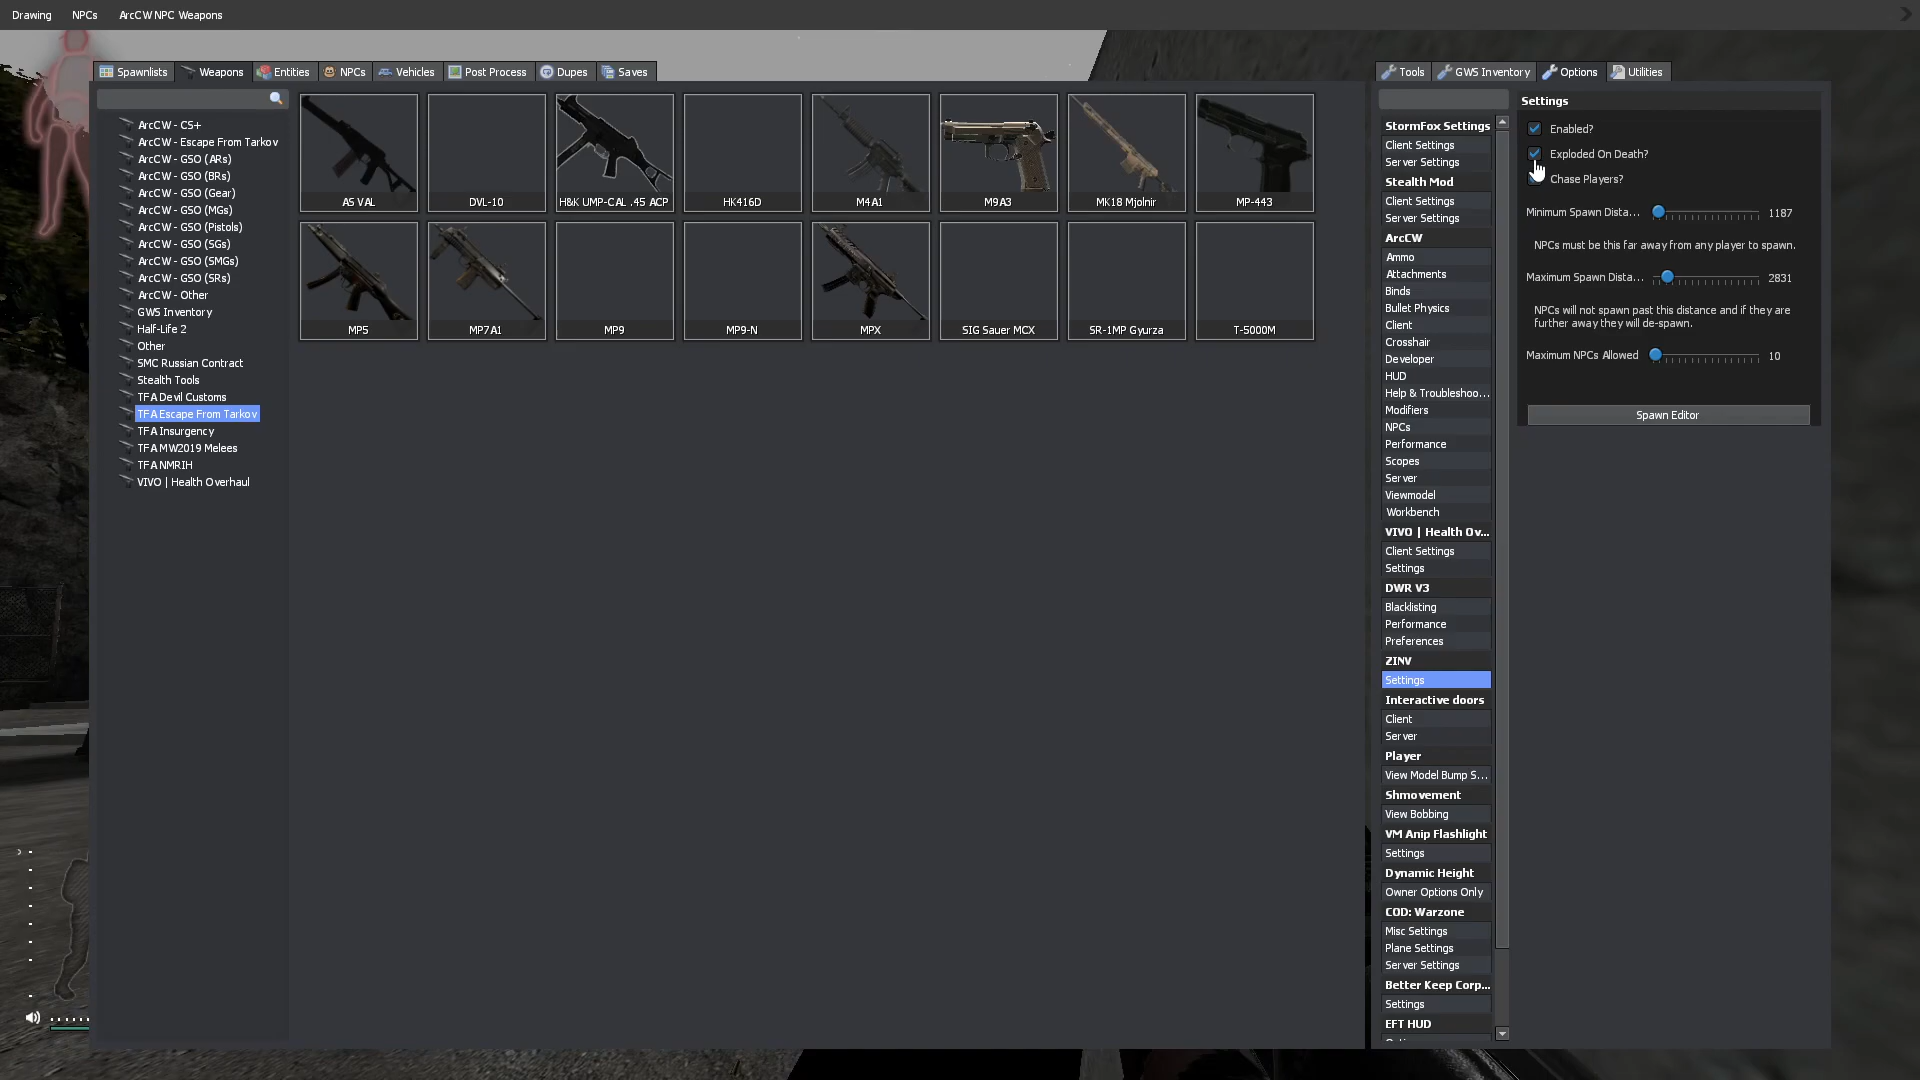 Drawing NPCs ArcCW NPC Weapons
Spawnlists Weapons Entities NPCs Vehicles Post Process Dupes Saves
ArcCW - CS+
ArcCW - Escape From Tarkov
ArcCW - GSO (ARs)
ArcCW - GSO (BRs)
ArcCW - GSO (Gear)
ArcCW - GSO (MGs)
ArcCW - GSO (Pistols)
ArcCW - GSO (SGs)
ArcCW - GSO (SMGs)
ArcCW - GSO (SRs)
ArcCW - Other
GWS Inventory
Half-Life 2
Other
SMC Russian Contract
Stealth Tools
TFA Devil Customs
TFA Escape From Tarkov
TFA Insurgency
TFA MW2019 Melees
TFA NMRIH
VIVO | Health Overhaul
AS VAL DVL-10 H&K UMP-CAL .45 ACP HK416D M4A1 M9A3 MK18 Mjolnir MP-443
MP5 MP7A1 MP9 MP9-N MPX SIG Sauer MCX SR-1MP Gyurza T-5000M
Tools GWS Inventory Options Utilities
StormFox Settings
Client Settings
Server Settings
Stealth Mod
Client Settings
Server Settings
ArcCW
Ammo
Attachments
Binds
Bullet Physics
Client
Crosshair
Developer
HUD
Help & Troubleshoo...
Modifiers
NPCs
Performance
Scopes
Server
Viewmodel
Workbench
VIVO | Health Ov...
Client Settings
Settings
DWR V3
Blacklisting
Performance
Preferences
ZINV
Settings
Interactive doors
Client
Server
Player
View Model Bump S...
Shmovement
View Bobbing
VM Anip Flashlight
Settings
Dynamic Height
Owner Options Only
COD: Warzone
Misc Settings
Plane Settings
Server Settings
Better Keep Corp...
Settings
EFT HUD
Settings
Enabled?
Exploded On Death?
Chase Players?
Minimum Spawn Dista... 1187
NPCs must be this far away from any player to spawn.
Maximum Spawn Dista... 2831
NPCs will not spawn past this distance and if they are
further away they will de-spawn.
Maximum NPCs Allowed 10
Spawn Editor